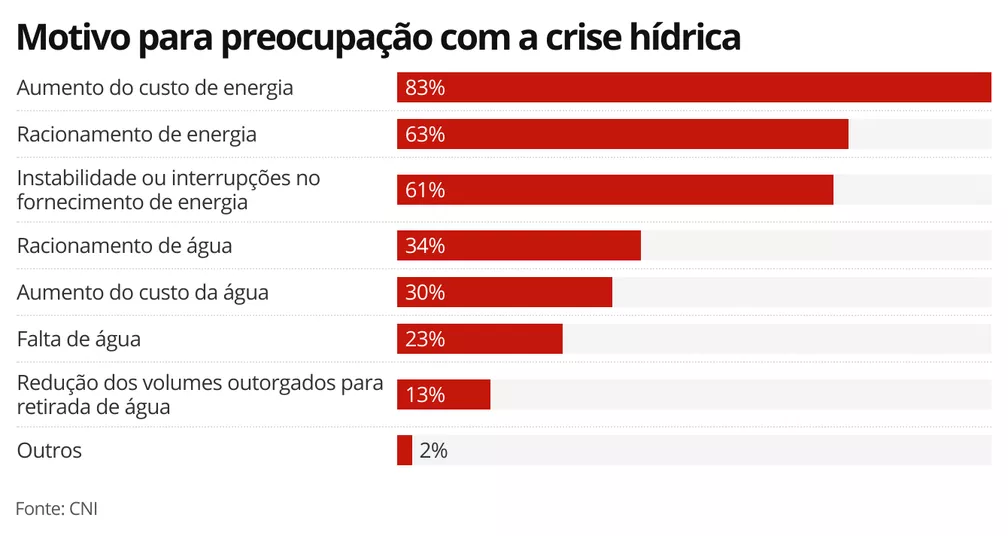 Motivo para preocupação com a crise hídrica
Aumento do custo de energia
83%
Racionamento de energia
63%
Instabilidade ou interrupções no
fornecimento de energia
61%
Racionamento de água
34%
Aumento do custo da água
30%
Falta de água
23%
Redução dos volumes outorgados para
retirada de água
13%
Outros
2%
Fonte: CNI